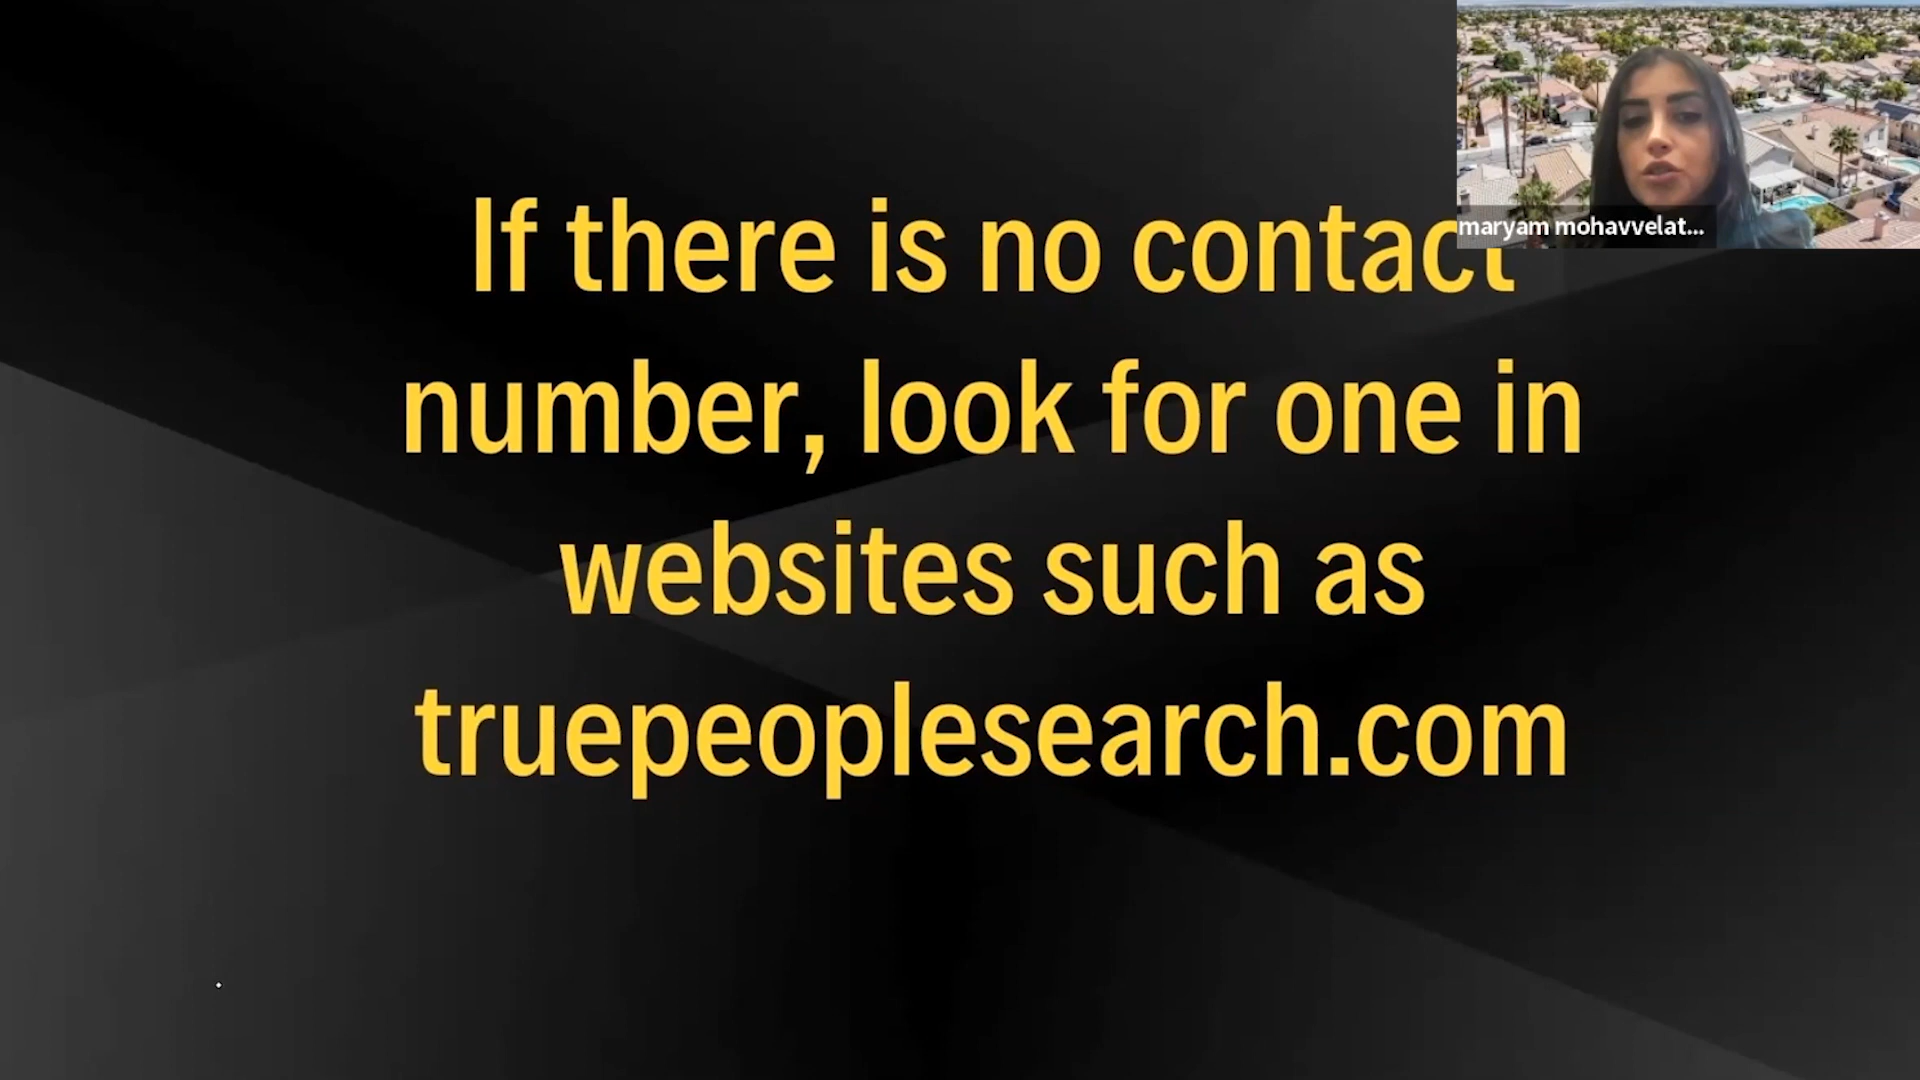 If there is no contact
number, look for one in
websites such as
truepeoplesearch.com
maryam mohavvelat...